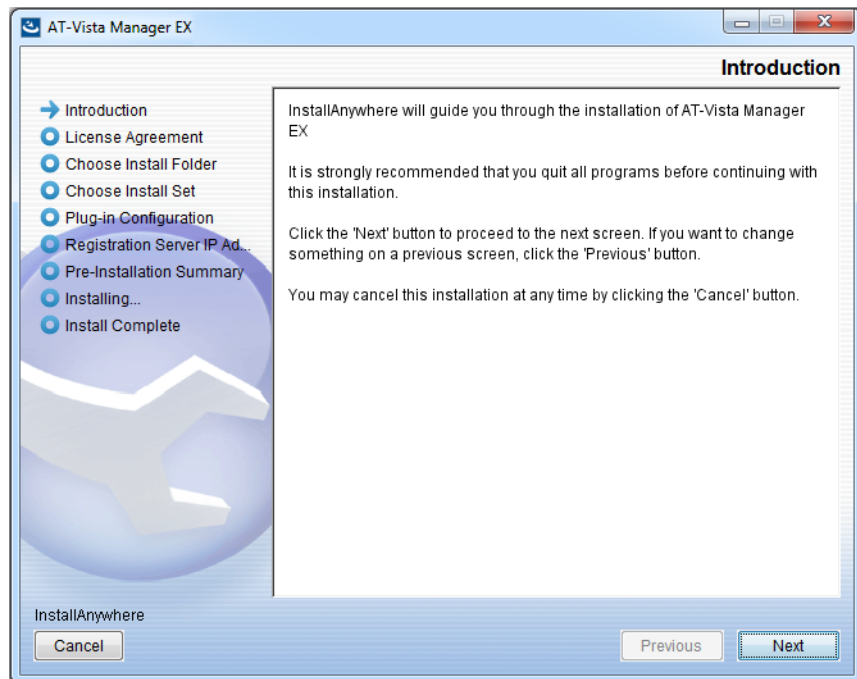 AT-Vista Manager EX
Introduction
Introduction
License Agreement
Choose Install Folder
Choose Install Set
Plug-in Configuration
Registration Server IP Ad...
Pre-Installation Summary
Installing...
Install Complete
InstallAnywhere will guide you through the installation of AT-Vista Manager
EX
It is strongly recommended that you quit all programs before continuing with
this installation.
Click the 'Next' button to proceed to the next screen. If you want to change
something on a previous screen, click the 'Previous' button.
You may cancel this installation at any time by clicking the 'Cancel' button.
InstallAnywhere
Cancel
Previous
Next